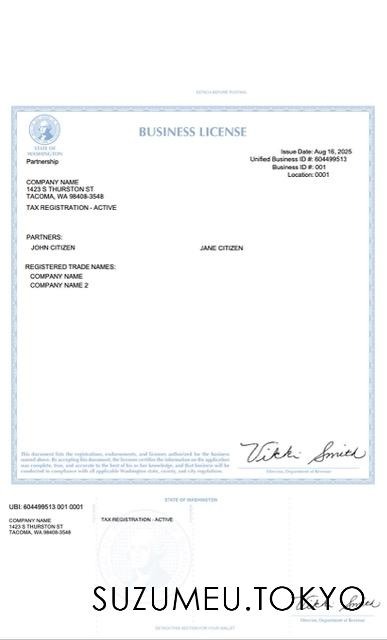 DETACH BEFORE POSTING
BUSINESS LICENSE
STATE OF
WASHINGTON
Partnership
Issue Date: Aug 16, 2025
Unified Business ID #: 604499513
Business ID #: 001
Location: 0001
COMPANY NAME
1423 S THURSTON ST
TACOMA, WA 98408-3548
TAX REGISTRATION - ACTIVE
PARTNERS:
JOHN CITIZEN
JANE CITIZEN
REGISTERED TRADE NAMES:
COMPANY NAME
COMPANY NAME 2
This document lists the registrations, endorsements, and licenses authorized for the business
named above. By accepting this document, the licensee certifies the information on the application
was complete, true, and accurate to the best of his or her knowledge, and that business will be
conducted in compliance with all applicable Washington state, county, and city regulations.
Vikki Smith
Director, Department of Revenue
STATE OF WASHINGTON
UBI: 604499513 001 0001
COMPANY NAME
1423 S THURSTON ST
TACOMA, WA 98408-3548
TAX REGISTRATION - ACTIVE
Vikki Smith
Director, Department of Revenue
SUZUMEU.TOKYO
DETACH THIS SECTION FOR YOUR WALLET